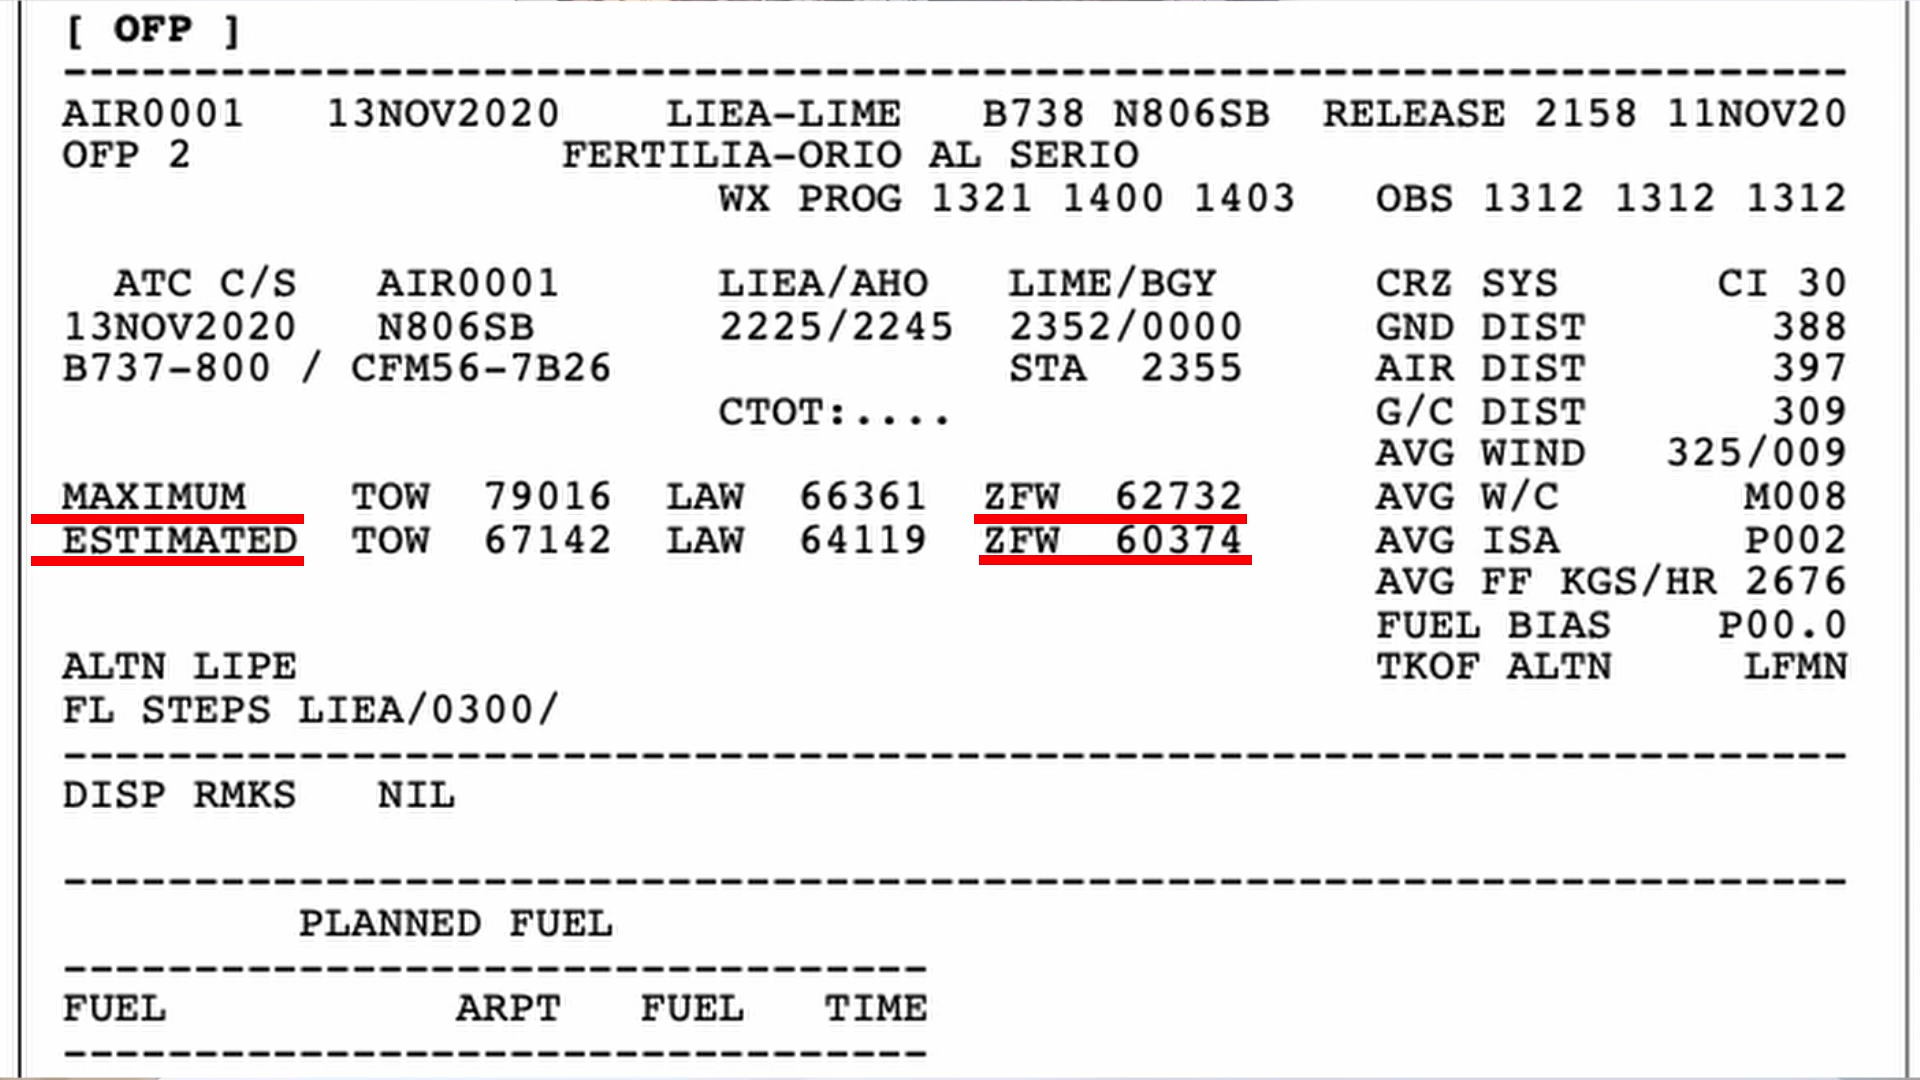 [ OFP ]
--------------------------------------------------------------------
AIR0001 13NOV2020 LIEA-LIME B738 N806SB RELEASE 2158 11NOV20
OFP 2 FERTILIA-ORIO AL SERIO
WX PROG 1321 1400 1403 OBS 1312 1312 1312
ATC C/S AIR0001 LIEA/AHO LIME/BGY CRZ SYS CI 30
13NOV2020 N806SB 2225/2245 2352/0000 GND DIST 388
B737-800 / CFM56-7B26 STA 2355 AIR DIST 397
CTOT:.... G/C DIST 309
AVG WIND 325/009
MAXIMUM TOW 79016 LAW 66361 ZFW 62732 AVG W/C M008
ESTIMATED TOW 67142 LAW 64119 ZFW 60374 AVG ISA P002
AVG FF KGS/HR 2676
FUEL BIAS P00.0
ALTN LIPE TKOF ALTN LFMN
FL STEPS LIEA/0300/
--------------------------------------------------------------------
DISP RMKS NIL
--------------------------------------------------------------------
PLANNED FUEL
---------------------------------
FUEL ARPT FUEL TIME
---------------------------------